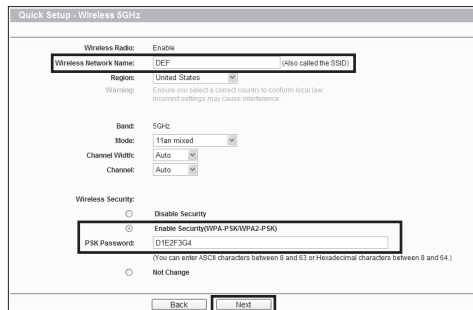 Quick Setup - Wireless 5GHz
Wireless Radio: Enable
Wireless Network Name: DEF (Also called the SSID)
Region: United States
Warning: Ensure you select a correct country to conform local law.
Incorrect settings may cause interference.
Band: 5GHz
Mode: 11an mixed
Channel Width: Auto
Channel: Auto
Wireless Security:
Disable Security
Enable Security(WPA-PSK/WPA2-PSK)
PSK Password: D1E2F3G4
(You can enter ASCII characters between 8 and 63 or Hexadecimal characters between 8 and 64.)
Not Change
Back Next